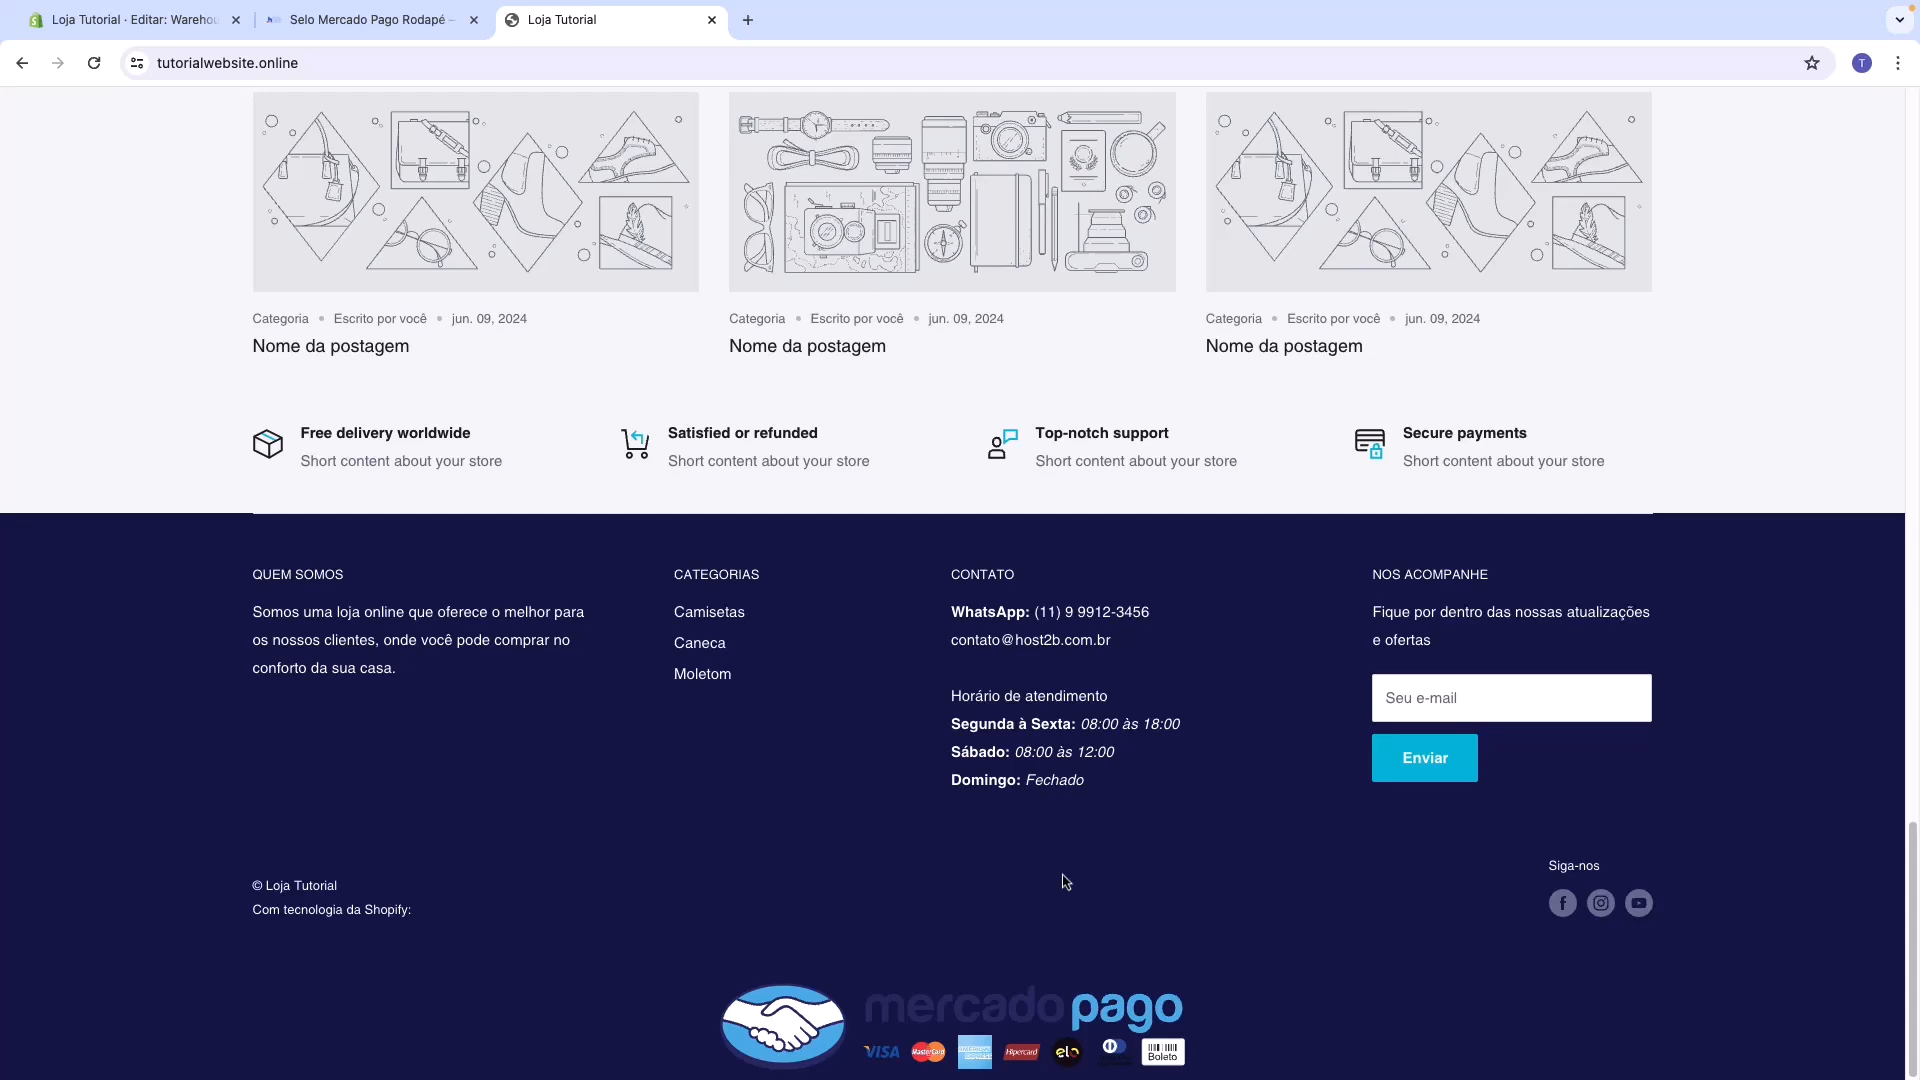 Loja Tutorial · Editar: Warehou
Selo Mercado Pago Rodapé –
Loja Tutorial
tutorialwebsite.online
T
Categoria • Escrito por você • jun. 09, 2024
Nome da postagem
Categoria • Escrito por você • jun. 09, 2024
Nome da postagem
Categoria • Escrito por você • jun. 09, 2024
Nome da postagem
Free delivery worldwide
Short content about your store
Satisfied or refunded
Short content about your store
Top-notch support
Short content about your store
Secure payments
Short content about your store
QUEM SOMOS
Somos uma loja online que oferece o melhor para
os nossos clientes, onde você pode comprar no
conforto da sua casa.
CATEGORIAS
Camisetas
Caneca
Moletom
CONTATO
WhatsApp: (11) 9 9912-3456
contato@host2b.com.br
Horário de atendimento
Segunda à Sexta: 08:00 às 18:00
Sábado: 08:00 às 12:00
Domingo: Fechado
NOS ACOMPANHE
Fique por dentro das nossas atualizações
e ofertas
Seu e-mail
Enviar
© Loja Tutorial
Com tecnologia da Shopify:
Siga-nos
mercado pago
VISA MasterCard AMERICAN EXPRESS Hipercard elo Boleto